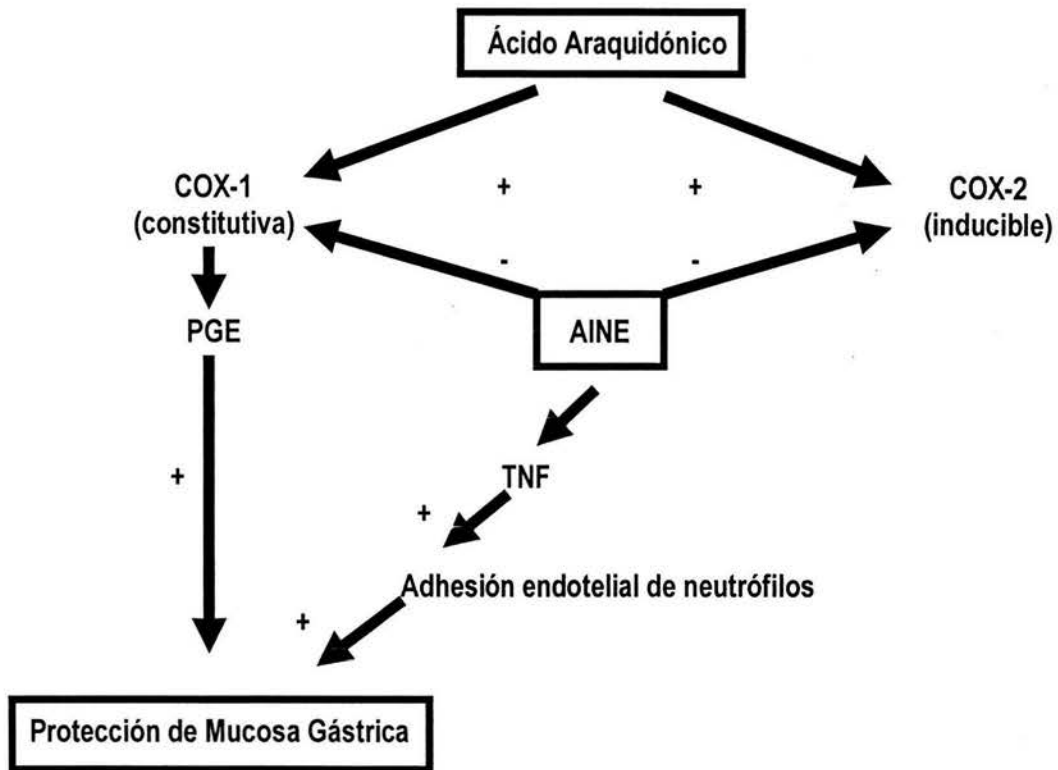 Ácido Araquidónico
COX-1
(constitutiva)
+
+
COX-2
(inducible)
-
-
PGE
AINE
+
TNF
+
Adhesión endotelial de neutrófilos
+
Protección de Mucosa Gástrica